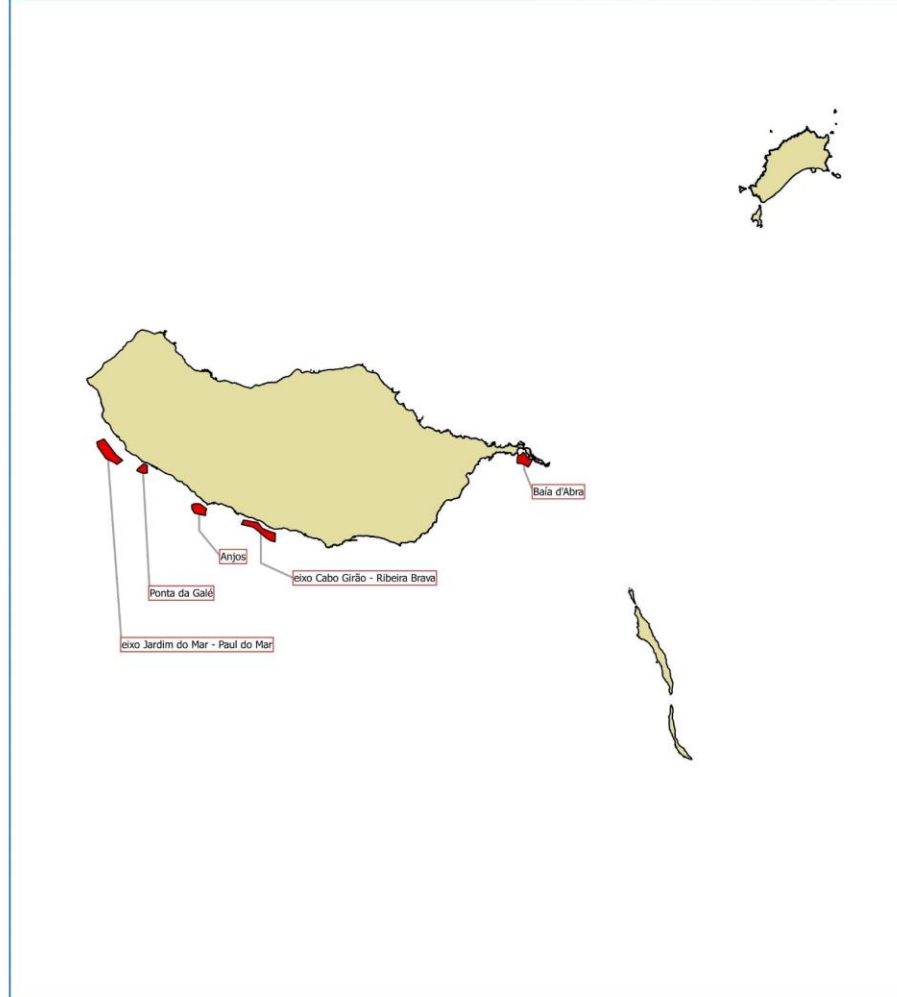 Baía d'Abra
Anjos
eixo Cabo Girão - Ribeira Brava
Ponta da Galé
eixo Jardim do Mar - Paul do Mar